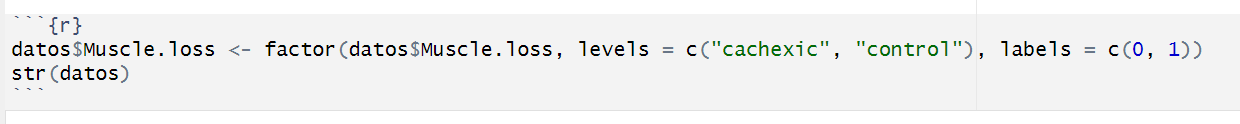 ```{r}
datos$Muscle.loss <- factor(datos$Muscle.loss, levels = c("cachexic", "control"), labels = c(0, 1))
str(datos)
```